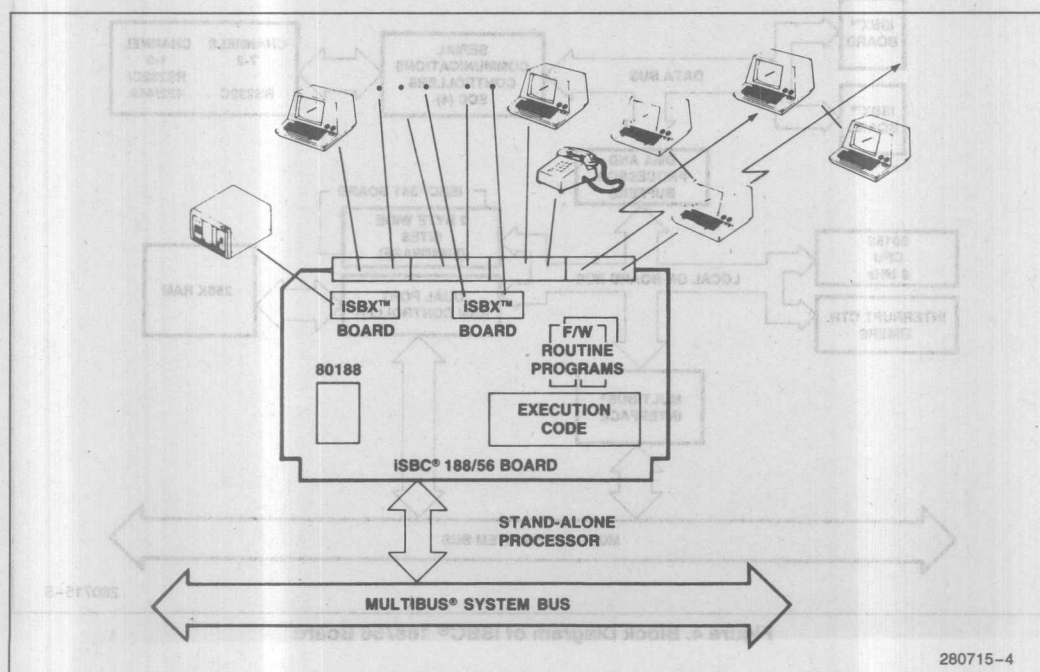 iSBX™
BOARD
iSBX™
BOARD
F/W
ROUTINE
PROGRAMS
80188
EXECUTION
CODE
iSBC® 188/56 BOARD
STAND-ALONE
PROCESSOR
MULTIBUS® SYSTEM BUS
280715-4